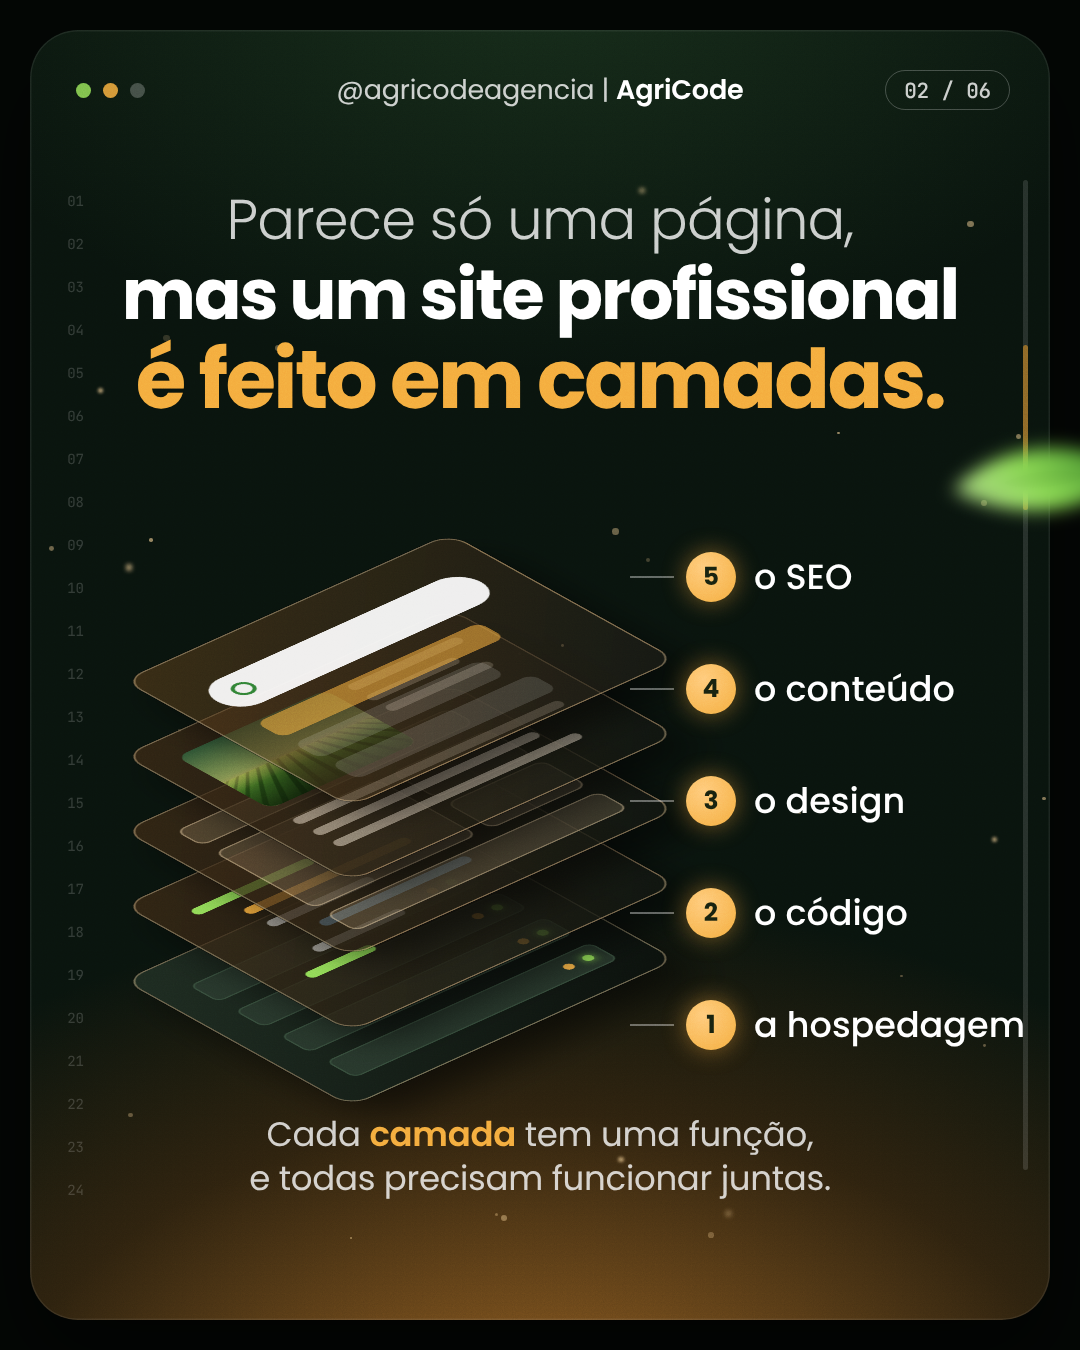 @agricodeagencia | AgriCode
02 / 06
Parece só uma página,
mas um site profissional
é feito em camadas.
01
02
03
04
05
06
07
08
09
10
11
12
13
14
15
16
17
18
19
20
21
22
23
24
5 o SEO
4 o conteúdo
3 o design
2 o código
1 a hospedagem
Cada camada tem uma função,
e todas precisam funcionar juntas.